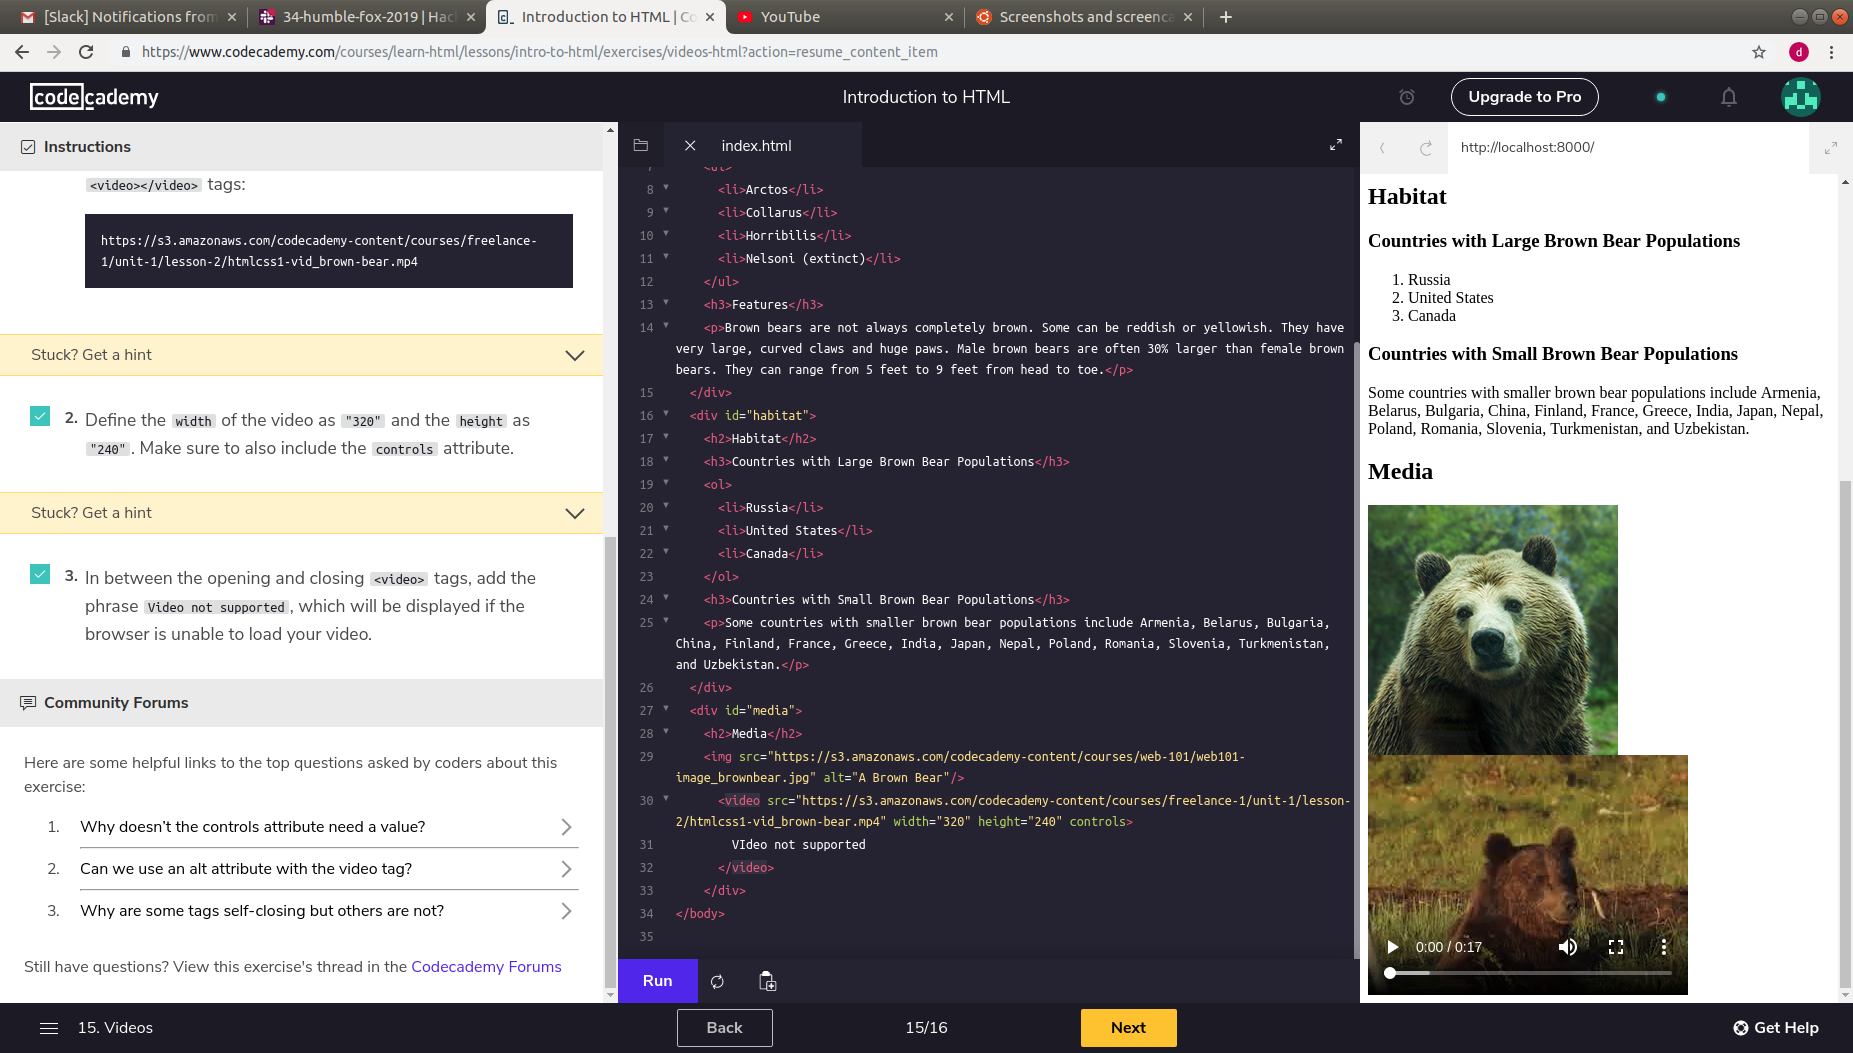 [Slack] Notifications from
34-humble-fox-2019 | Hac
Introduction to HTML | Co
YouTube
Screenshots and screenca
https://www.codecademy.com/courses/learn-html/lessons/intro-to-html/exercises/videos-html?action=resume_content_item
d
codecademy
Introduction to HTML
Upgrade to Pro
Instructions
<video></video> tags:
https://s3.amazonaws.com/codecademy-content/courses/freelance-
1/unit-1/lesson-2/htmlcss1-vid_brown-bear.mp4
Stuck? Get a hint
2. Define the width of the video as "320" and the height as
"240". Make sure to also include the controls attribute.
Stuck? Get a hint
3. In between the opening and closing <video> tags, add the
phrase Video not supported, which will be displayed if the
browser is unable to load your video.
Community Forums
Here are some helpful links to the top questions asked by coders about this
exercise:
1. Why doesn't the controls attribute need a value?
2. Can we use an alt attribute with the video tag?
3. Why are some tags self-closing but others are not?
Still have questions? View this exercise's thread in the Codecademy Forums
index.html
7 <ul>
8 <li>Arctos</li>
9 <li>Collarus</li>
10 <li>Horribilis</li>
11 <li>Nelsoni (extinct)</li>
12 </ul>
13 <h3>Features</h3>
14 <p>Brown bears are not always completely brown. Some can be reddish or yellowish. They have
very large, curved claws and huge paws. Male brown bears are often 30% larger than female brown
bears. They can range from 5 feet to 9 feet from head to toe.</p>
15 </div>
16 <div id="habitat">
17 <h2>Habitat</h2>
18 <h3>Countries with Large Brown Bear Populations</h3>
19 <ol>
20 <li>Russia</li>
21 <li>United States</li>
22 <li>Canada</li>
23 </ol>
24 <h3>Countries with Small Brown Bear Populations</h3>
25 <p>Some countries with smaller brown bear populations include Armenia, Belarus, Bulgaria,
China, Finland, France, Greece, India, Japan, Nepal, Poland, Romania, Slovenia, Turkmenistan,
and Uzbekistan.</p>
26 </div>
27 <div id="media">
28 <h2>Media</h2>
29 <img src="https://s3.amazonaws.com/codecademy-content/courses/web-101/web101-
image_brownbear.jpg" alt="A Brown Bear"/>
30 <video src="https://s3.amazonaws.com/codecademy-content/courses/freelance-1/unit-1/lesson-
2/htmlcss1-vid_brown-bear.mp4" width="320" height="240" controls>
31 VIdeo not supported
32 </video>
33 </div>
34 </body>
35
Run
http://localhost:8000/
Habitat
Countries with Large Brown Bear Populations
1. Russia
2. United States
3. Canada
Countries with Small Brown Bear Populations
Some countries with smaller brown bear populations include Armenia,
Belarus, Bulgaria, China, Finland, France, Greece, India, Japan, Nepal,
Poland, Romania, Slovenia, Turkmenistan, and Uzbekistan.
Media
0:00 / 0:17
15. Videos
Back
15/16
Next
Get Help